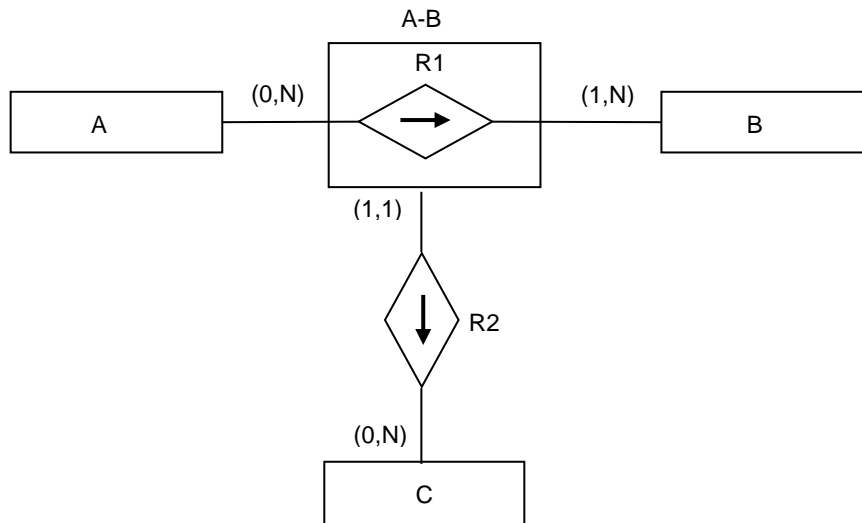 A-B
R1
(0,N)
(1,N)
A
B
(1,1)
R2
(0,N)
C